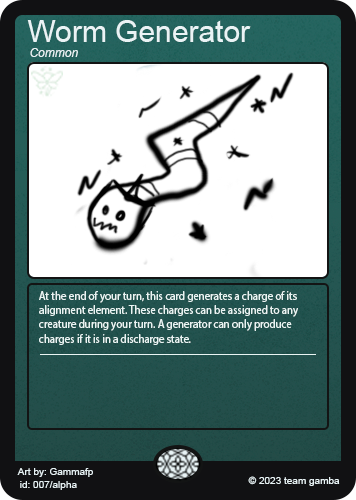 Worm Generator
Common
At the end of your turn, this card generates a charge of its
alignment element. These charges can be assigned to any
creature during your turn. A generator can only produce
charges if it is in a discharge state.
Art by: Gammafp
id: 007/alpha
© 2023 team gamba